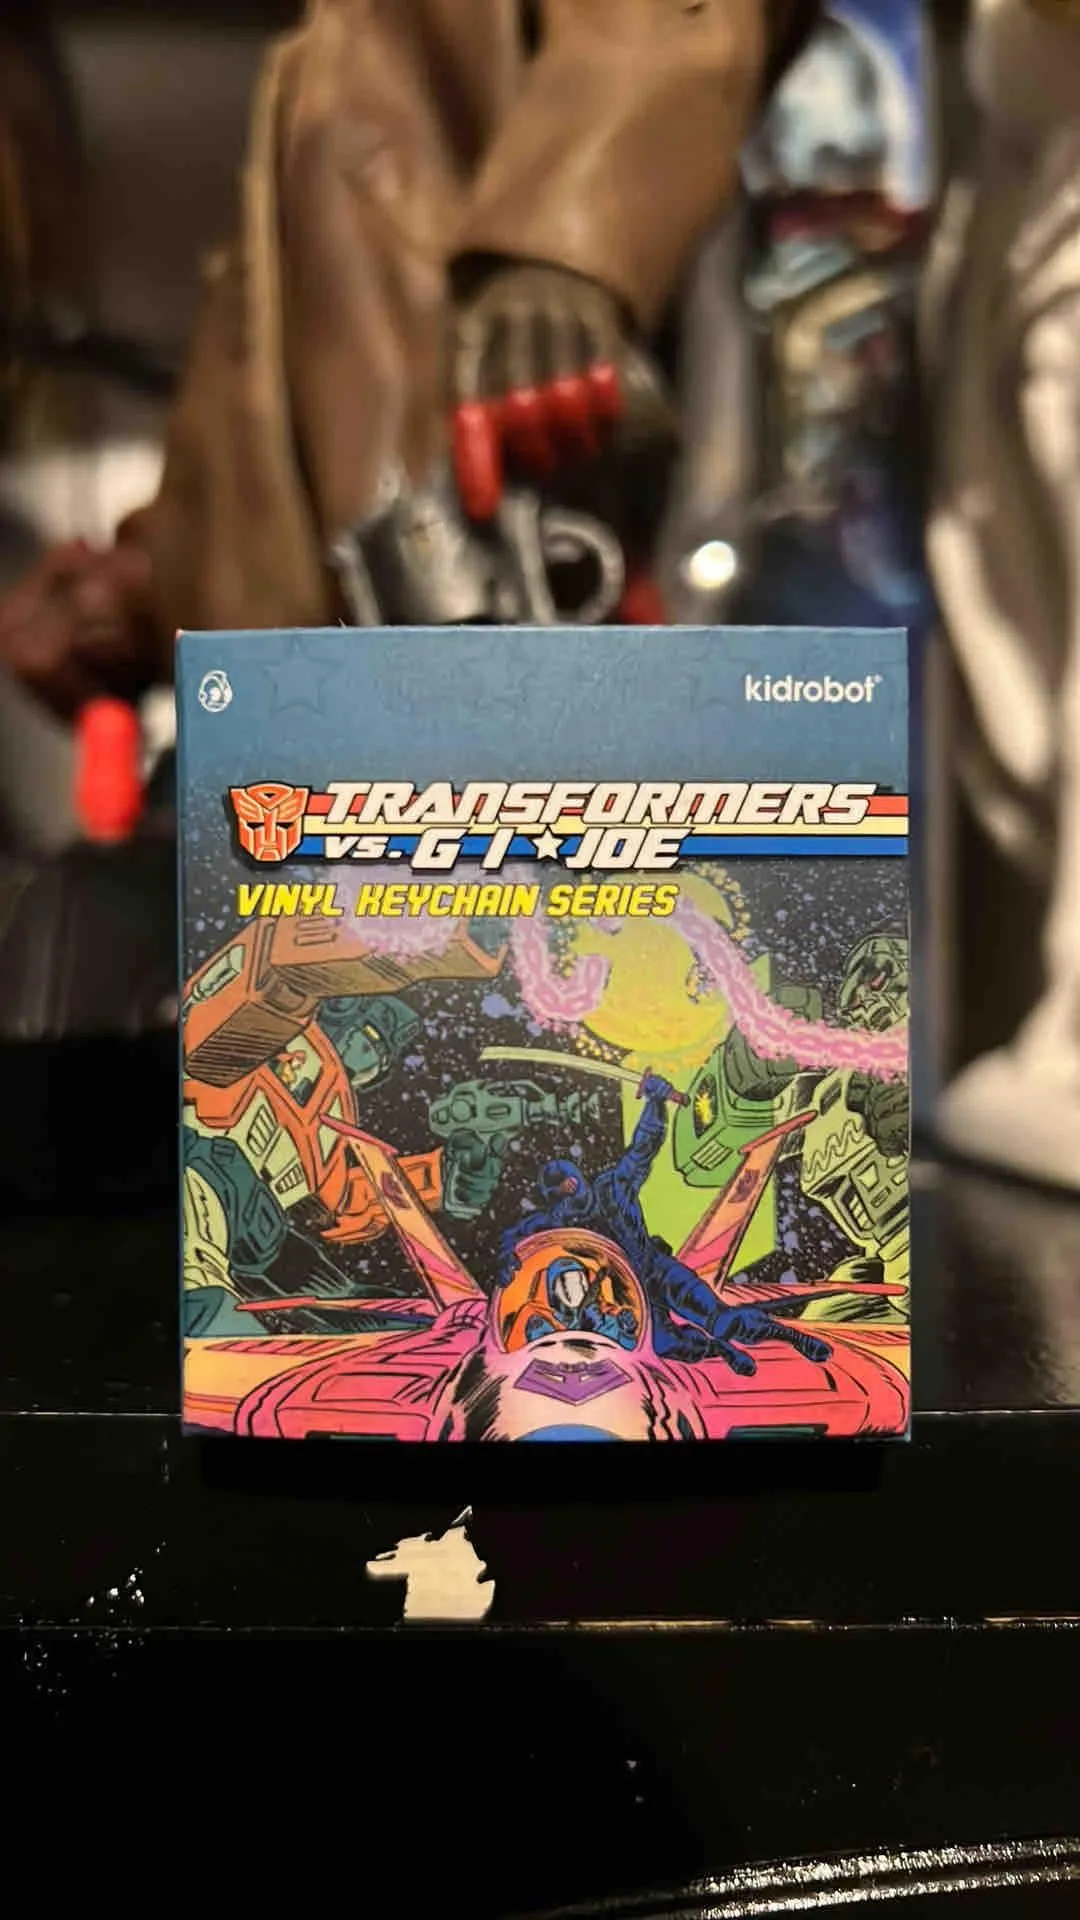 kidrobot®
TRANSFORMERS
VS. G I ★ JOE
VINYL KEYCHAIN SERIES